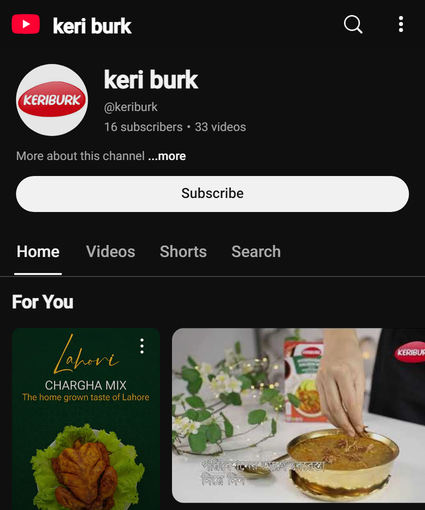 keri burk
KERIBURK
keri burk
@keriburk
16 subscribers • 33 videos
More about this channel ...more
Subscribe
Home Videos Shorts Search
For You
Lahori
CHARGHA MIX
The home grown taste of Lahore
KERIBURK
KERIBURK
দিয়ে দিন